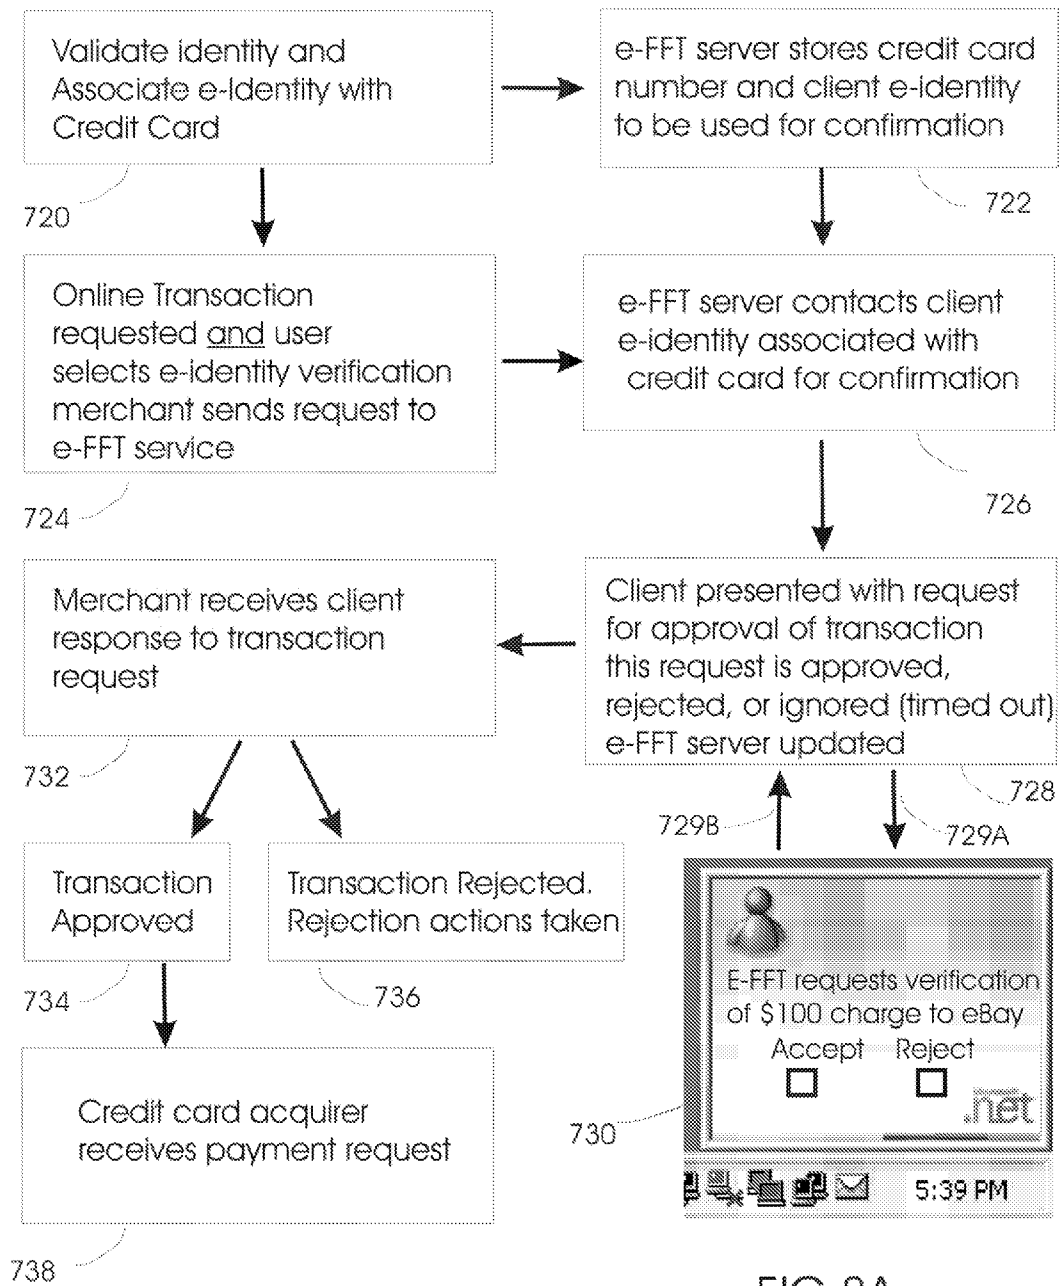 Validate identity and
Associate e-Identity with
Credit Card
720
e-FFT server stores credit card
number and client e-identity
to be used for confirmation
722
Online Transaction
requested and user
selects e-identity verification
merchant sends request to
e-FFT service
724
e-FFT server contacts client
e-identity associated with
credit card for confirmation
726
Merchant receives client
response to transaction
request
732
Client presented with request
for approval of transaction
this request is approved,
rejected, or ignored (timed out)
e-FFT server updated
728
729B
729A
Transaction
Approved
734
Transaction Rejected.
Rejection actions taken
736
E-FFT requests verification
of $100 charge to eBay
Accept Reject
.net
5:39 PM
730
Credit card acquirer
receives payment request
738